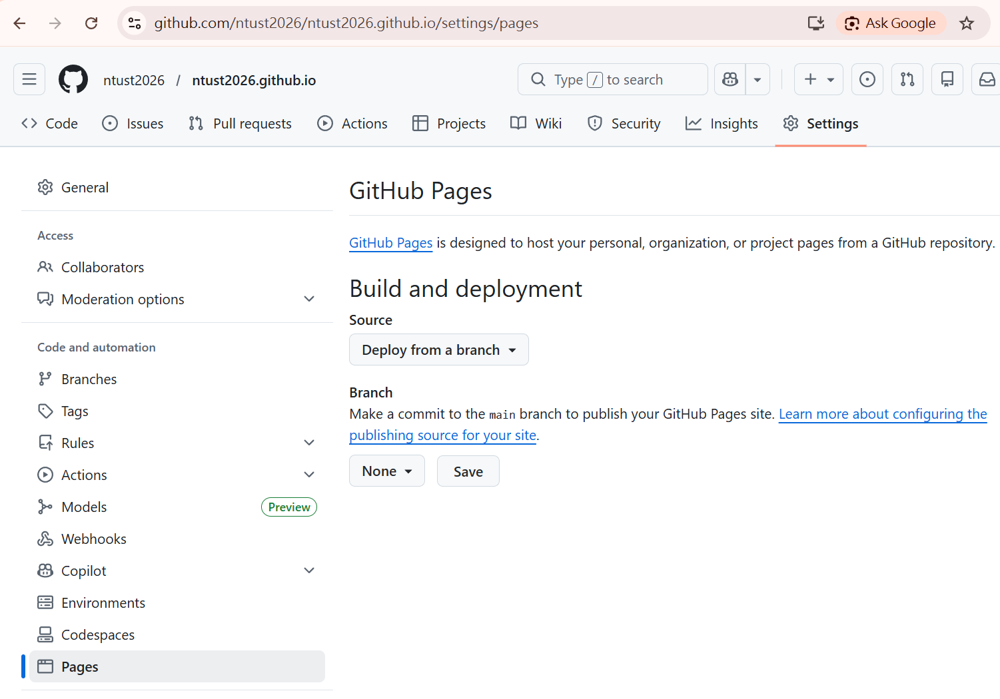 github.com/ntust2026/ntust2026.github.io/settings/pages
Ask Google
ntust2026 / ntust2026.github.io
Type / to search
Code
Issues
Pull requests
Actions
Projects
Wiki
Security
Insights
Settings
General
Access
Collaborators
Moderation options
Code and automation
Branches
Tags
Rules
Actions
Models
Preview
Webhooks
Copilot
Environments
Codespaces
Pages
GitHub Pages
GitHub Pages is designed to host your personal, organization, or project pages from a GitHub repository.
Build and deployment
Source
Deploy from a branch
Branch
Make a commit to the main branch to publish your GitHub Pages site. Learn more about configuring the
publishing source for your site.
None
Save